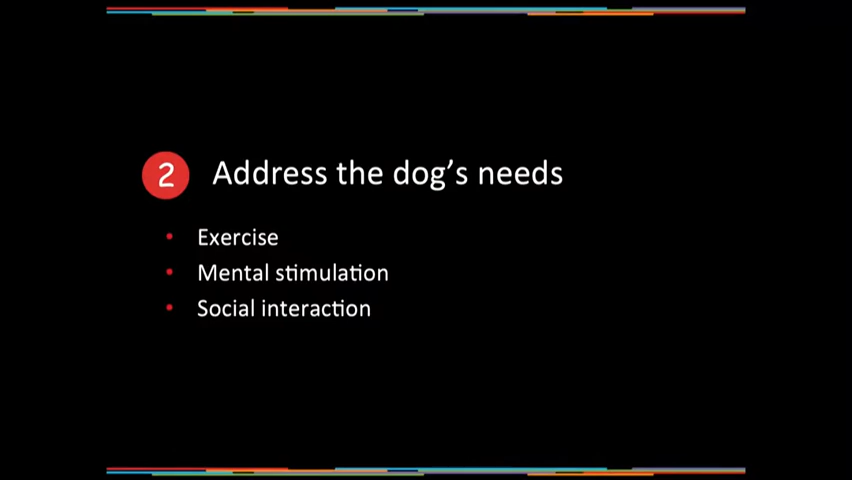 2 Address the dog's needs
• Exercise
• Mental stimulation
• Social interaction